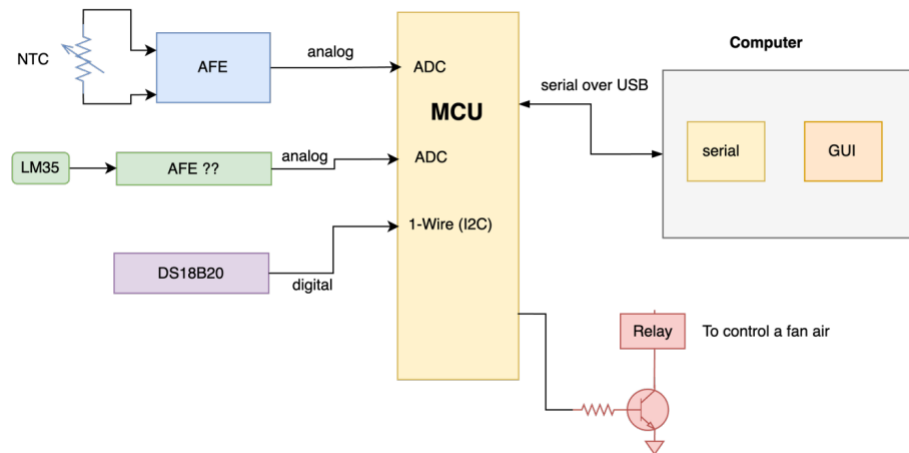 NTC
AFE
analog
ADC
MCU
Computer
serial over USB
serial
GUI
LM35
AFE ??
analog
ADC
1-Wire (I2C)
DS18B20
digital
Relay
To control a fan air